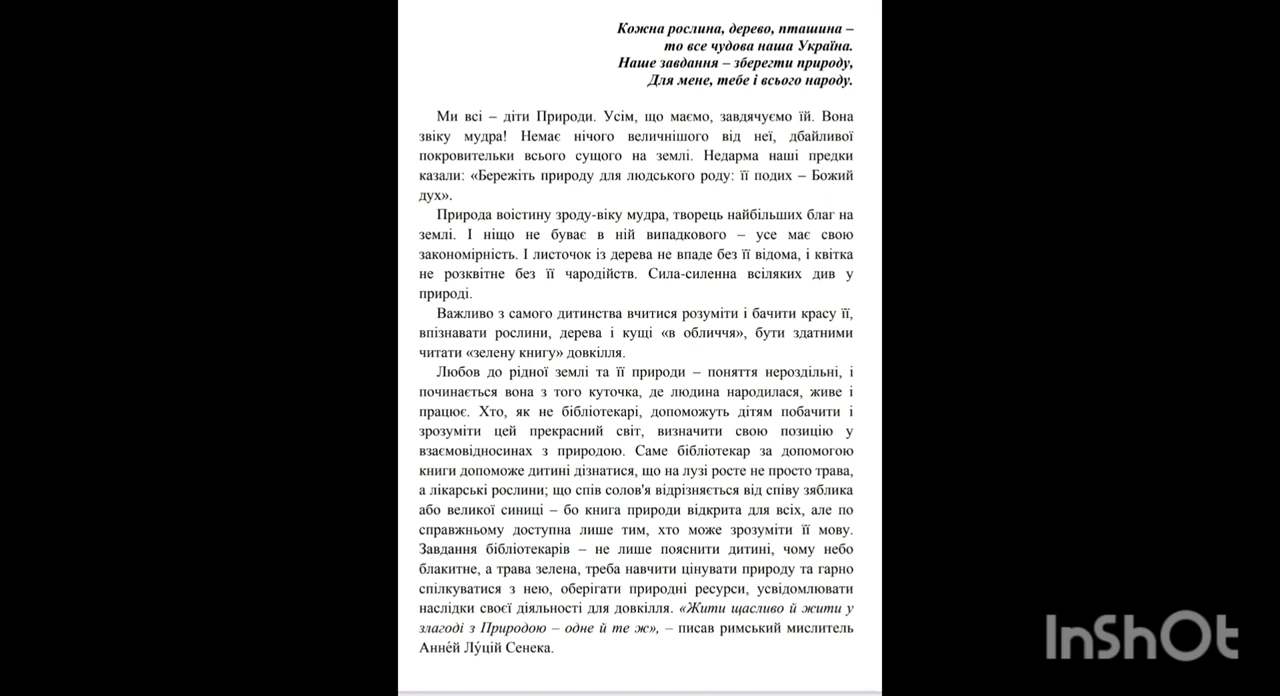 Кожна рослина, дерево, пташина –
то все чудова наша Україна.
Наше завдання – зберегти природу,
Для мене, тебе і всього народу.
Ми всі – діти Природи. Усім, що маємо, завдячуємо їй. Вона
звіку мудра! Немає нічого величнішого від неї, дбайливої
покровительки всього сущого на землі. Недарма наші предки
казали: «Бережіть природу для людського роду: її подих – Божий
дух».
Природа воістину зроду-віку мудра, творець найбільших благ на
землі. І ніщо не буває в ній випадкового – усе має свою
закономірність. І листочок із дерева не впаде без її відома, і квітка
не розквітне без її чародійств. Сила-силенна всіляких див у
природі.
Важливо з самого дитинства вчитися розуміти і бачити красу її,
впізнавати рослини, дерева і кущі «в обличчя», бути здатними
читати «зелену книгу» довкілля.
Любов до рідної землі та її природи – поняття нероздільні, і
починається вона з того куточка, де людина народилася, живе і
працює. Хто, як не бібліотекарі, допоможуть дітям побачити і
зрозуміти цей прекрасний світ, визначити свою позицію у
взаємовідносинах з природою. Саме бібліотекар за допомогою
книги допоможе дитині дізнатися, що на лузі росте не просто трава,
а лікарські рослини; що спів солов'я відрізняється від співу зяблика
або великої синиці – бо книга природи відкрита для всіх, але по
справжньому доступна лише тим, хто може зрозуміти її мову.
Завдання бібліотекарів – не лише пояснити дитині, чому небо
блакитне, а трава зелена, треба навчити цінувати природу та гарно
спілкуватися з нею, оберігати природні ресурси, усвідомлювати
наслідки своєї діяльності для довкілля. «Жити щасливо й жити у
злагоді з Природою – одне й те ж», – писав римський мислитель
Анне́й Лу́цій Сенека.
InShOt